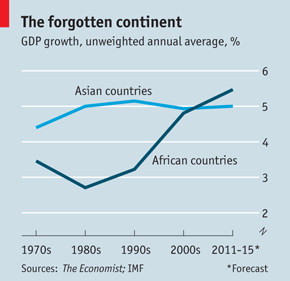 The forgotten continent
GDP growth, unweighted annual average, %
6
Asian countries
5
4
African countries
3
2
1970s 1980s 1990s 2000s 2011-15*
Sources: The Economist; IMF *Forecast